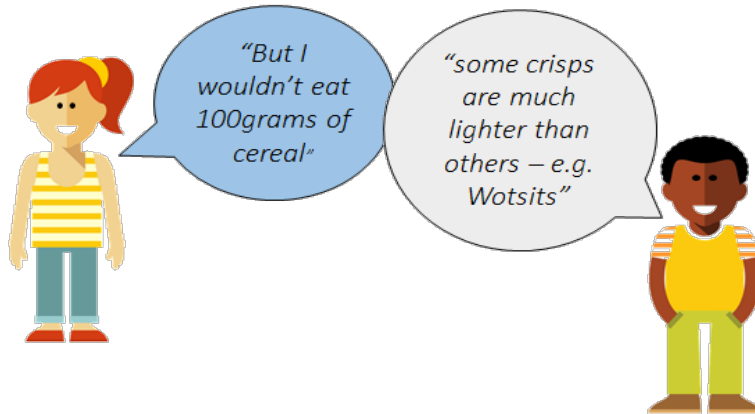 “But I
wouldn’t eat
100grams of
cereal”
“some crisps
are much
lighter than
others – e.g.
Wotsits”